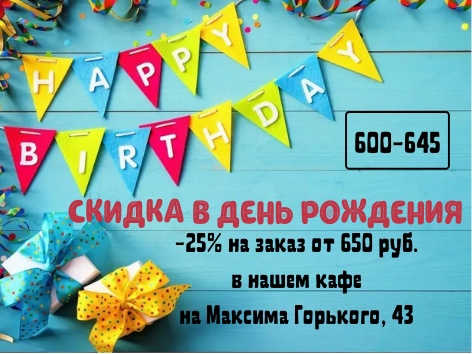 HAPPY
BIRTHDAY
600-645
СКИДКА В ДЕНЬ РОЖДЕНИЯ
-25% на заказ от 650 руб.
в нашем кафе
на Максима Горького, 43